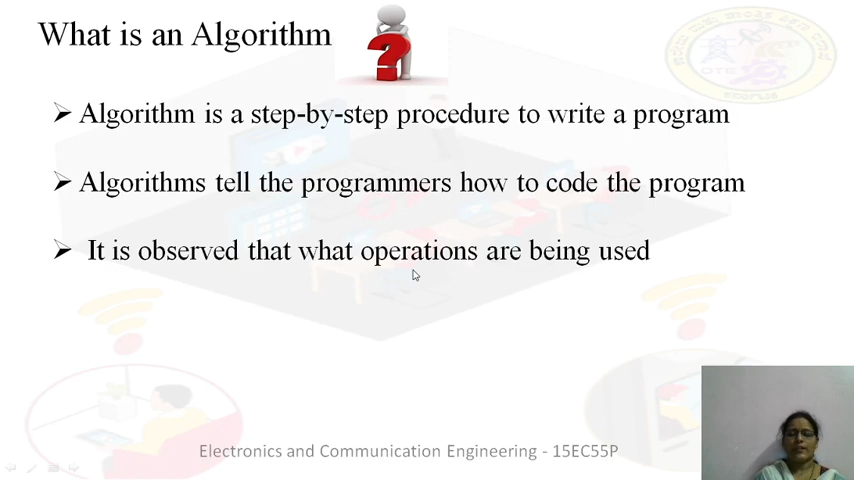 What is an Algorithm
?
Algorithm is a step-by-step procedure to write a program
Algorithms tell the programmers how to code the program
It is observed that what operations are being used
DTE
Electronics and Communication Engineering - 15EC55P